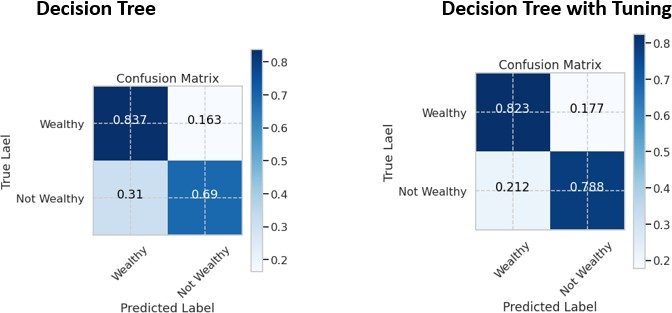 Decision Tree
Confusion Matrix
True Lael
Wealthy
Not Wealthy
0.837
0.163
0.31
0.69
Wealthy
Not Wealthy
Predicted Label
0.8
0.7
0.6
0.5
0.4
0.3
0.2
Decision Tree with Tuning
Confusion Matrix
True Lael
Wealthy
Not Wealthy
0.823
0.177
0.212
0.788
Wealthy
Not Wealthy
Predicted Label
0.8
0.7
0.6
0.5
0.4
0.3
0.2